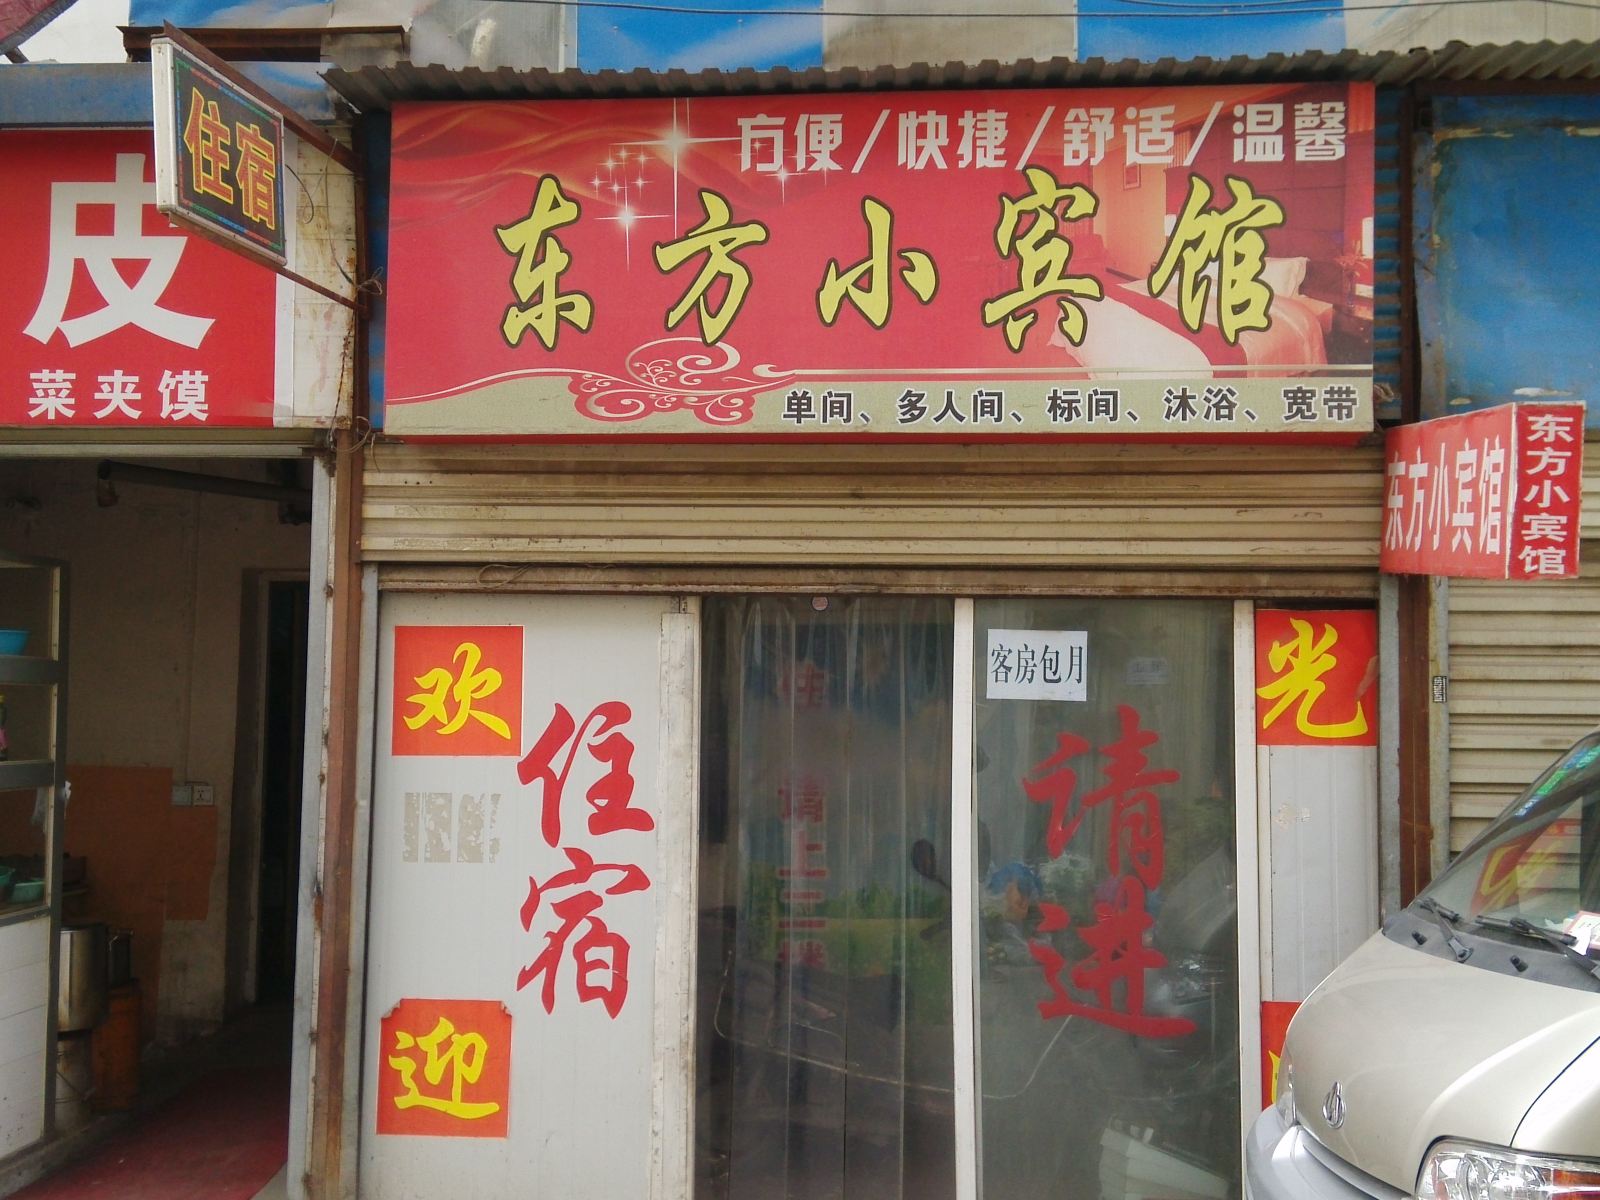 住宿
皮
菜夹馍
方便/快捷/舒适/温馨
东方小宾馆
单间、多人间、标间、沐浴、宽带
东方小宾馆
东方小宾馆
欢迎
住宿
请上二楼
客房包月
请进
光